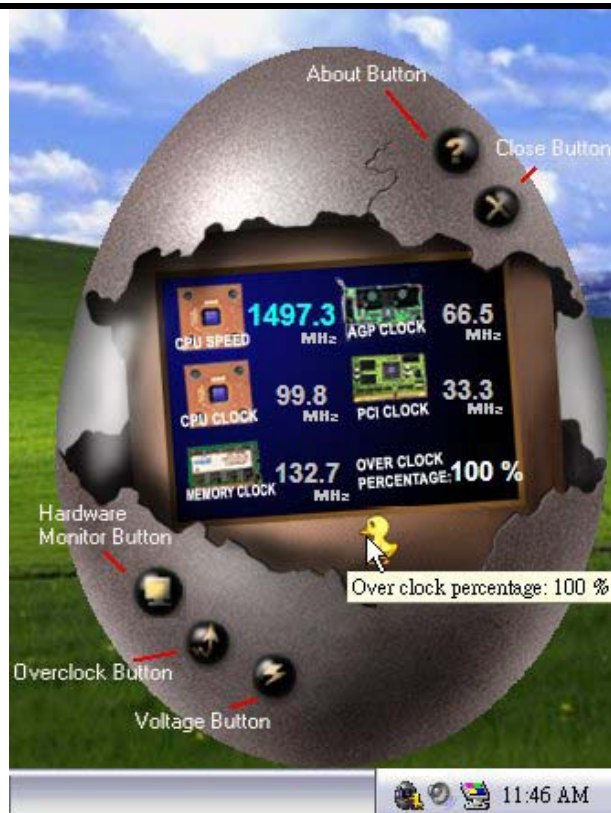 About Button
Close Button
1497.3
MHz
CPU SPEED
AGP CLOCK
66.5
MHz
99.8
MHz
CPU CLOCK
PCI CLOCK
33.3
MHz
132.7
MHz
MEMORY CLOCK
OVER CLOCK
PERCENTAGE:100 %
Hardware
Monitor Button
Over clock percentage: 100 %
Overclock Button
Voltage Button
11:46 AM